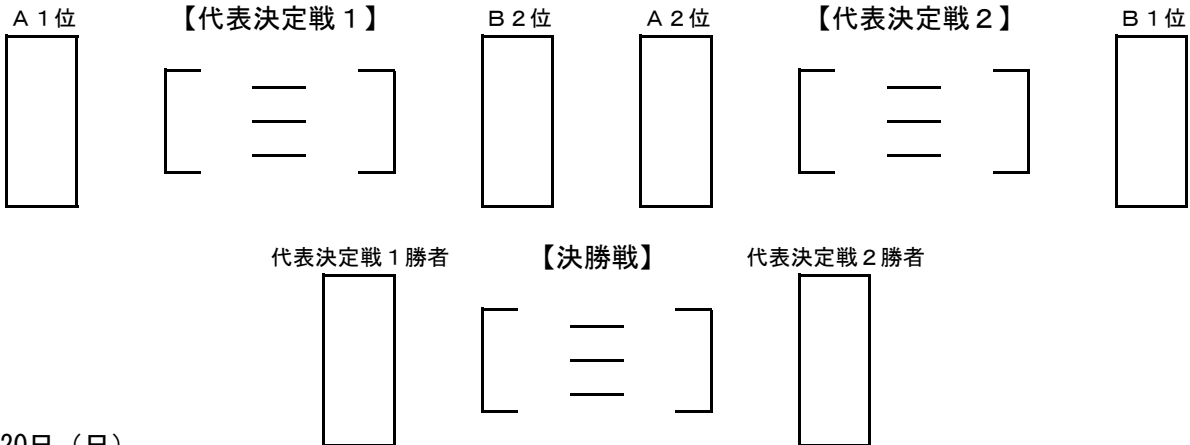 A1位 【代表決定戦1】 B2位 A2位 【代表決定戦2】 B1位
代表決定戦1勝者 【決勝戦】 代表決定戦2勝者
20日（日）